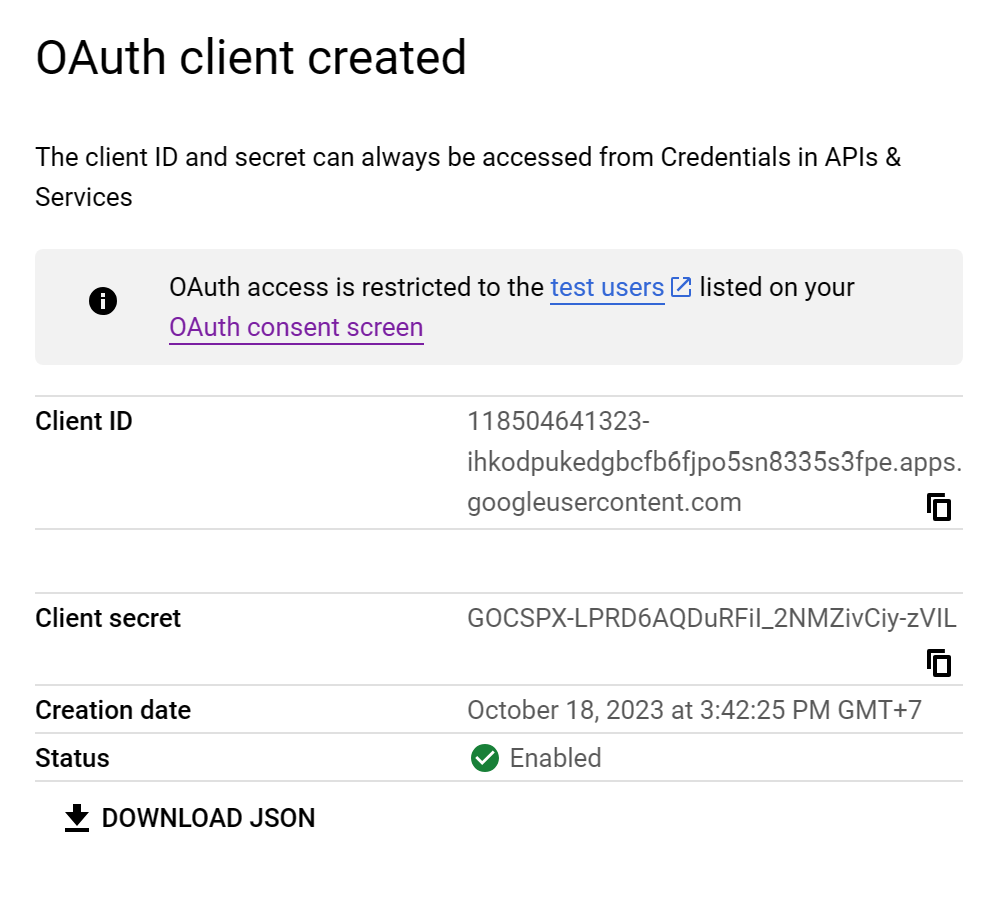 OAuth client created
The client ID and secret can always be accessed from Credentials in APIs &
Services
OAuth access is restricted to the test users listed on your
OAuth consent screen
Client ID
118504641323-
ihkodpukedgbcfb6fjpo5sn8335s3fpe.apps.
googleusercontent.com
Client secret
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
Creation date
October 18, 2023 at 3:42:25 PM GMT+7
Status
Enabled
DOWNLOAD JSON